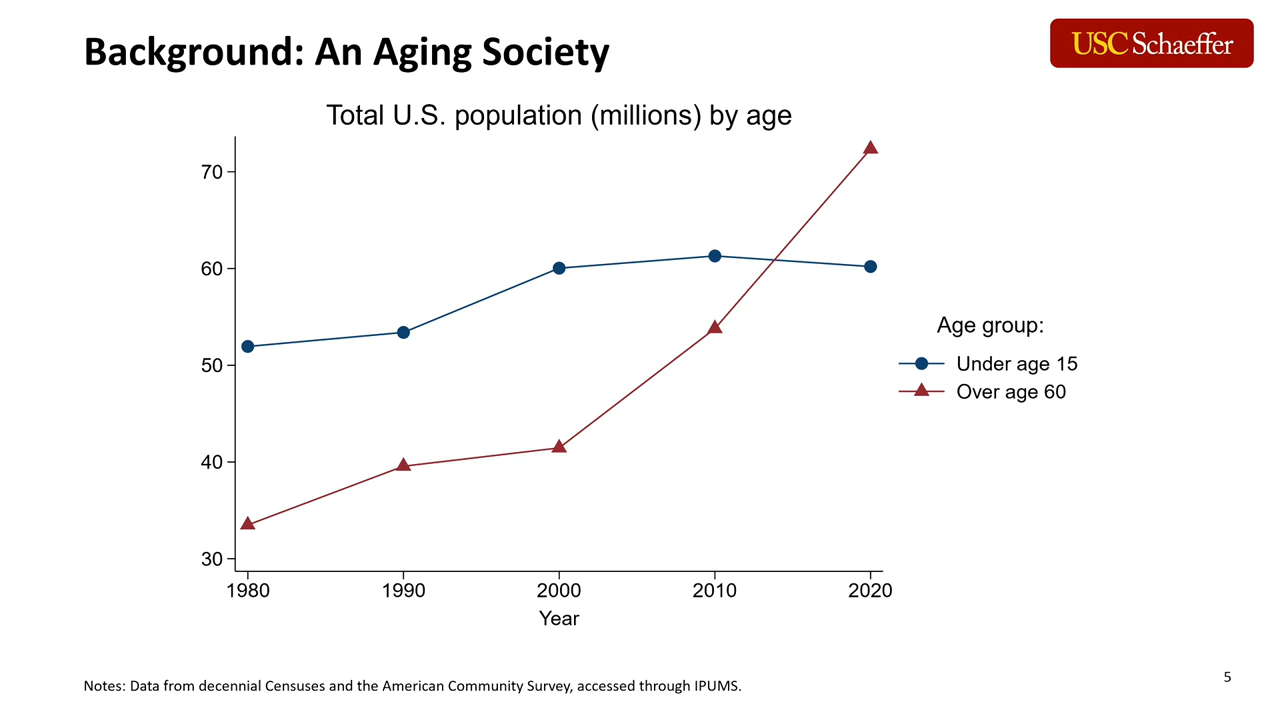 Background: An Aging Society
USC Schaeffer
Total U.S. population (millions) by age
70
60
50
40
30
1980 1990 2000 2010 2020
Year
Age group:
Under age 15
Over age 60
Notes: Data from decennial Censuses and the American Community Survey, accessed through IPUMS.
5